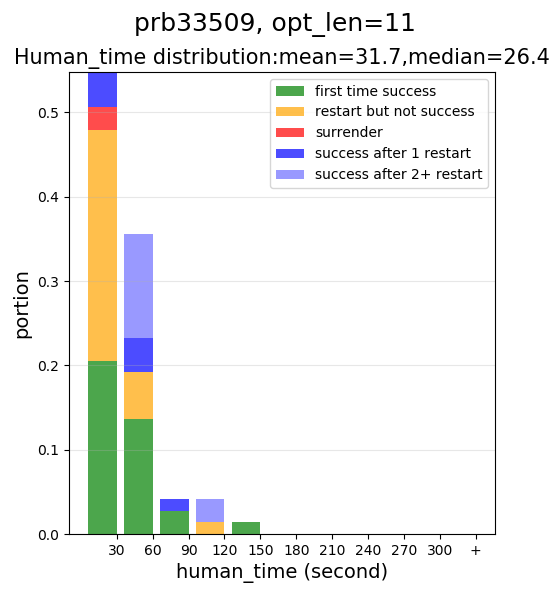 prb33509, opt_len=11
Human_time distribution:mean=31.7,median=26.4
first time success
restart but not success
surrender
success after 1 restart
success after 2+ restart
0.5
0.4
0.3
0.2
0.1
0.0
portion
30 60 90 120 150 180 210 240 270 300 +
human_time (second)